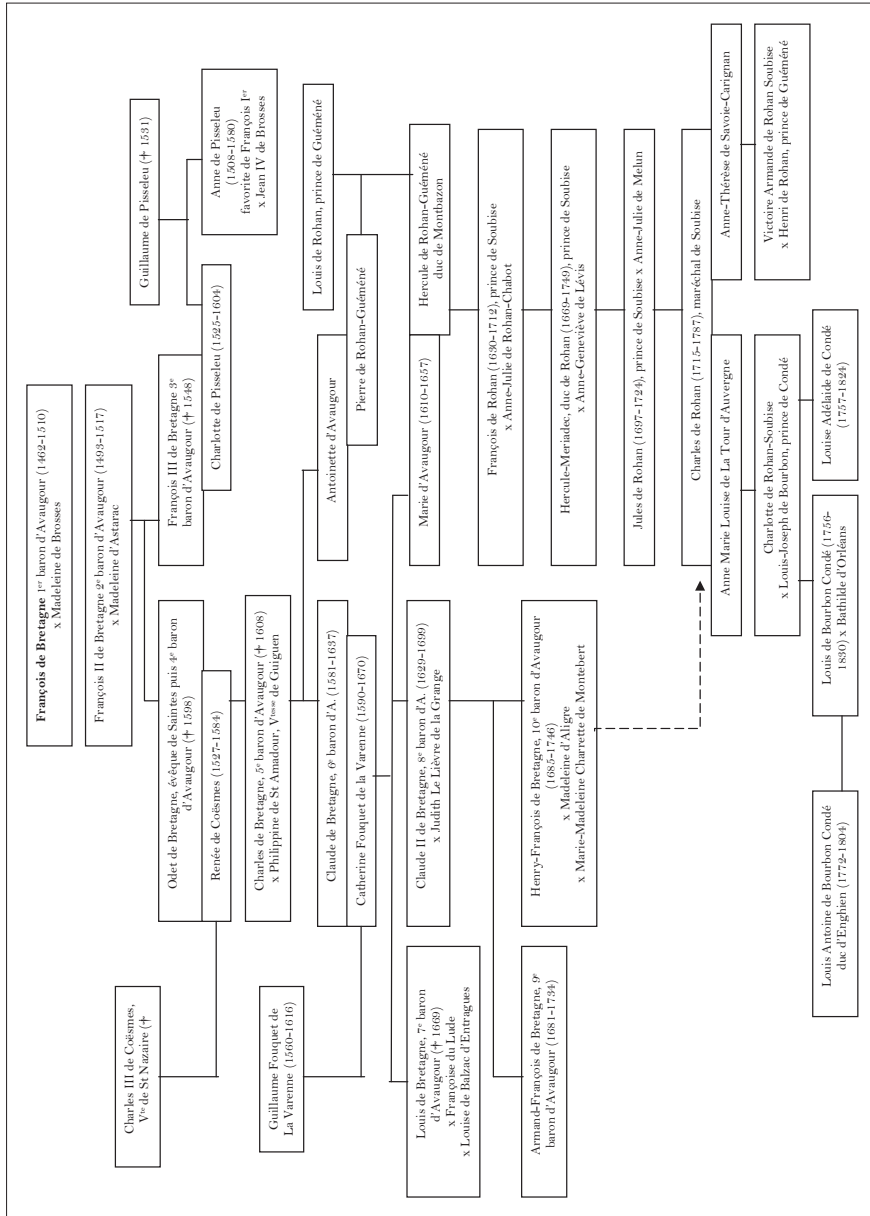 François de Bretagne 1er baron d'Avaugour (1462-1510)
x Madeleine de Brosses
François II de Bretagne 2e baron d'Avaugour (1493-1517)
x Madeleine d'Astarac
Guillaume de Pisseleu († 1531)
Charles III de Coësmes,
Vte de St Nazaire (†
Odet de Bretagne, évêque de Saintes puis 4e baron
d'Avaugour († 1598)
Renée de Coësmes (1527-1584)
François III de Bretagne 3e
baron d'Avaugour († 1548)
Charlotte de Pisseleu (1525-1604)
Anne de Pisseleu
(1508-1580)
favorite de François Ier
x Jean IV de Brosses
Charles de Bretagne, 5e baron d'Avaugour († 1608)
x Philippine de St Amadour, Vtesse de Guiguen
Guillaume Fouquet de
La Varenne (1560-1616)
Claude de Bretagne, 6e baron d'A. (1581-1637)
Catherine Fouquet de la Varenne (1590-1670)
Antoinette d'Avaugour
Pierre de Rohan-Guéméné
Louis de Rohan, prince de Guéméné
Louis de Bretagne, 7e baron
d'Avaugour († 1669)
x Françoise du Lude
x Louise de Balzac d'Entragues
Claude II de Bretagne, 8e baron d'A. (1629-1699)
x Judith Le Lièvre de la Grange
Marie d'Avaugour (1610-1657)
Hercule de Rohan-Guéméné
duc de Montbazon
Armand-François de Bretagne, 9e
baron d'Avaugour (1681-1734)
Henry-François de Bretagne, 10e baron d'Avaugour
(1685-1746)
x Madeleine d'Aligre
x Marie-Madeleine Charrette de Montebert
François de Rohan (1630-1712), prince de Soubise
x Anne-Julie de Rohan-Chabot
Hercule-Meriadec, duc de Rohan (1669-1749), prince de Soubise
x Anne-Geneviève de Lévis
Jules de Rohan (1697-1724), prince de Soubise x Anne-Julie de Melun
Charles de Rohan (1715-1787), maréchal de Soubise
Anne Marie Louise de La Tour d'Auvergne
Anne-Thérèse de Savoie-Carignan
Charlotte de Rohan-Soubise
x Louis-Joseph de Bourbon, prince de Condé
Victoire Armande de Rohan Soubise
x Henri de Rohan, prince de Guéméné
Louis Antoine de Bourbon Condé
duc d'Enghien (1772-1804)
Louis de Bourbon Condé (1756-
1830) x Bathilde d'Orléans
Louise Adélaide de Condé
(1757-1824)